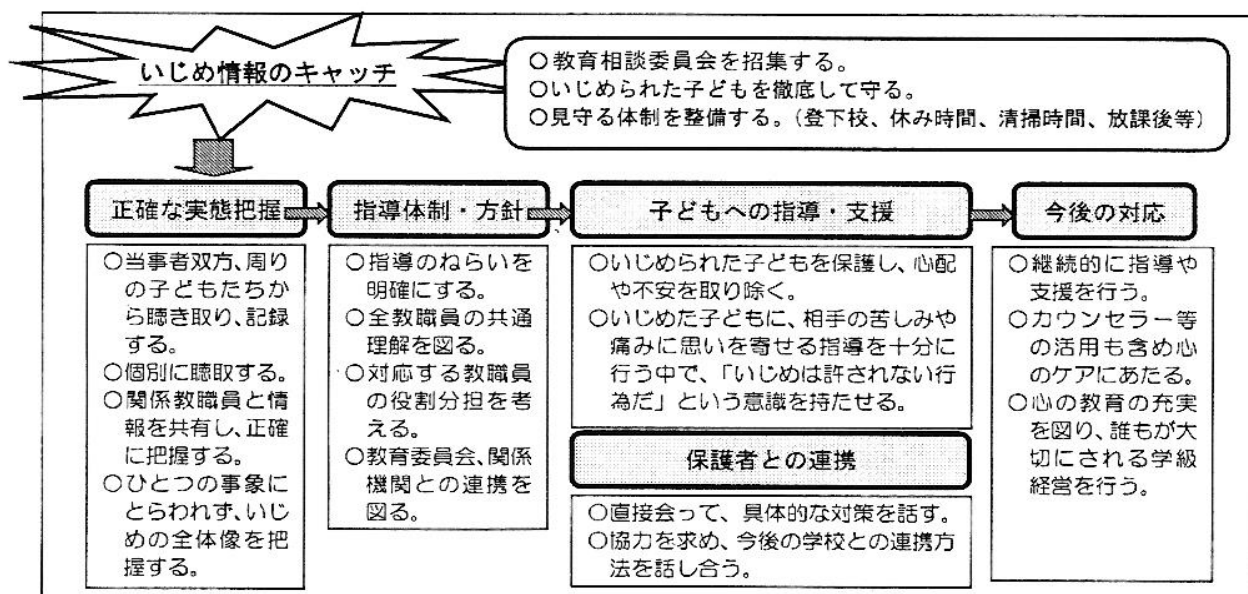 いじめ情報のキャッチ
○教育相談委員会を招集する。
○いじめられた子どもを徹底して守る。
○見守る体制を整備する。(登下校、休み時間、清掃時間、放課後等)
正確な実態把握
○当事者双方、周り
の子どもたちか
ら聴き取り、記録
する。
○個別に聴取する。
○関係教職員と情
報を共有し、正確
に把握する。
○ひとつの事象に
とらわれず、いじ
めの全体像を把
握する。
指導体制・方針
○指導のねらいを
明確にする。
○全教職員の共通
理解を図る。
○対応する教職員
の役割分担を考
える。
○教育委員会、関係
機関との連携を
図る。
子どもへの指導・支援
○いじめられた子どもを保護し、心配
や不安を取り除く。
○いじめた子どもに、相手の苦しみや
痛みに思いを寄せる指導を十分に
行う中で、「いじめは許されない行
為だ」という意識を持たせる。
保護者との連携
○直接会って、具体的な対策を話す。
○協力を求め、今後の学校との連携方
法を話し合う。
今後の対応
○継続的に指導や
支援を行う。
○カウンセラー等
の活用も含め心
のケアにあたる。
○心の教育の充実
を図り、誰もが大
切にされる学級
経営を行う。